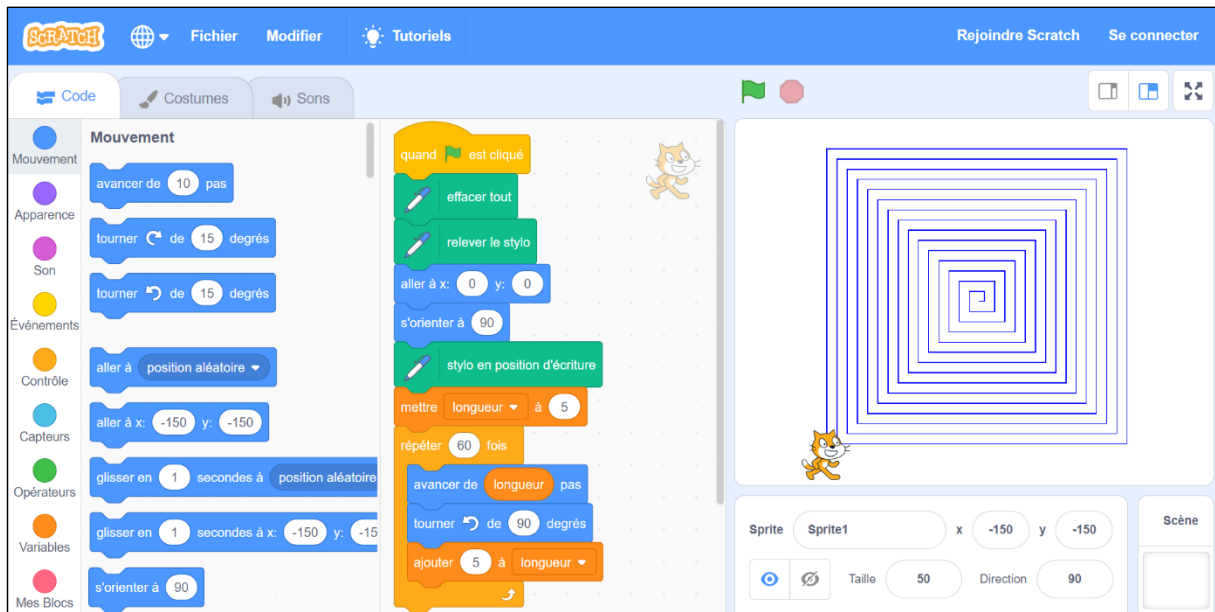 SCRATCH Fichier Modifier Tutoriels Rejoindre Scratch Se connecter
Code Costumes Sons
Mouvement
Apparence
Son
Événements
Contrôle
Capteurs
Opérateurs
Variables
Mes Blocs
Mouvement
avancer de 10 pas
tourner de 15 degrés
tourner de 15 degrés
aller à position aléatoire
aller à x: -150 y: -150
glisser en 1 secondes à position aléatoire
glisser en 1 secondes à x: -150 y: -15
s'orienter à 90
quand est cliqué
effacer tout
relever le stylo
aller à x: 0 y: 0
s'orienter à 90
stylo en position d'écriture
mettre longueur à 5
répéter 60 fois
avancer de longueur pas
tourner de 90 degrés
ajouter 5 à longueur
Sprite Sprite1 x -150 y -150
Taille 50 Direction 90
Scène